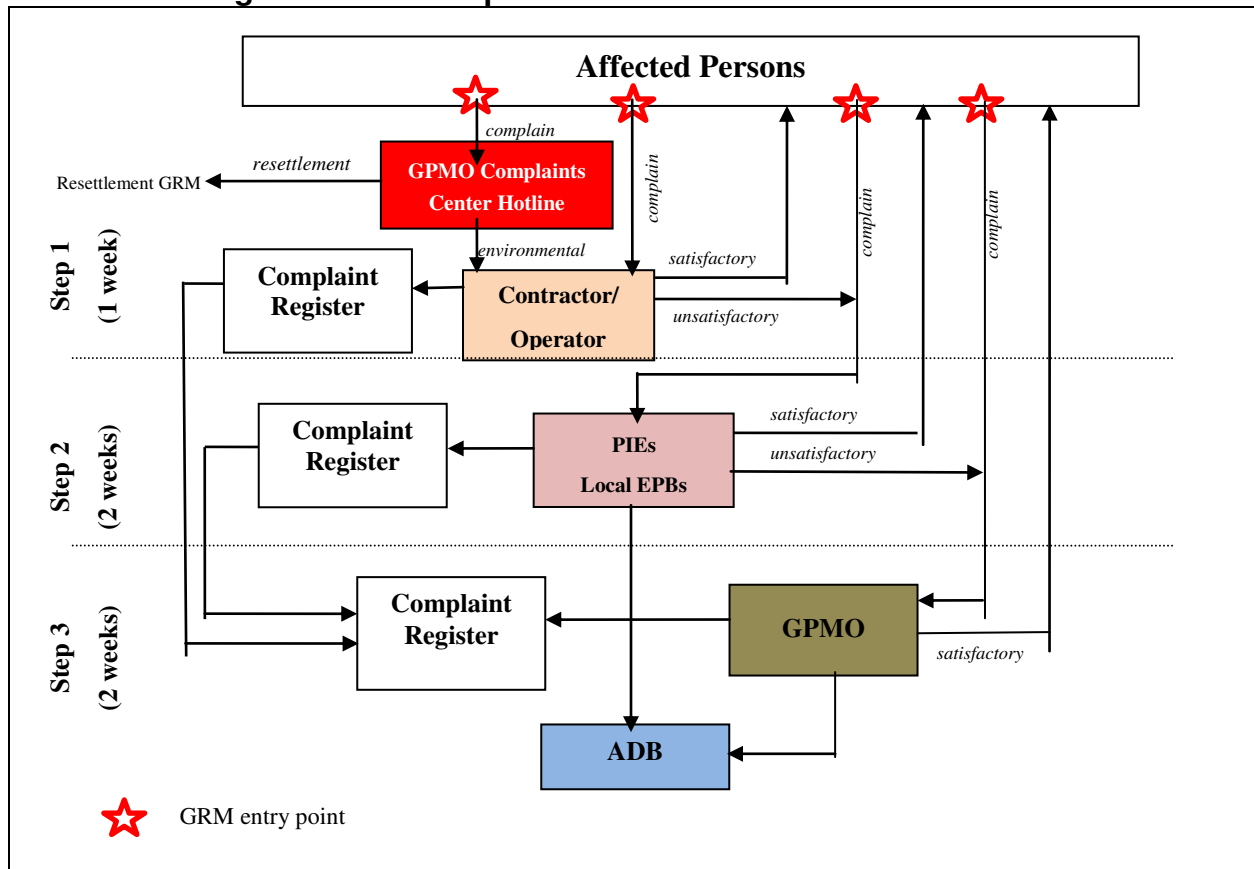 Affected Persons
complain
resettlement
GPMO Complaints
Center Hotline
Resettlement GRM
complain
complain
complain
Step 1
(1 week)
environmental
Complaint
Register
Contractor/
Operator
satisfactory
unsatisfactory
Step 2
(2 weeks)
Complaint
Register
PIEs
Local EPBs
satisfactory
unsatisfactory
Step 3
(2 weeks)
Complaint
Register
GPMO
satisfactory
ADB
GRM entry point